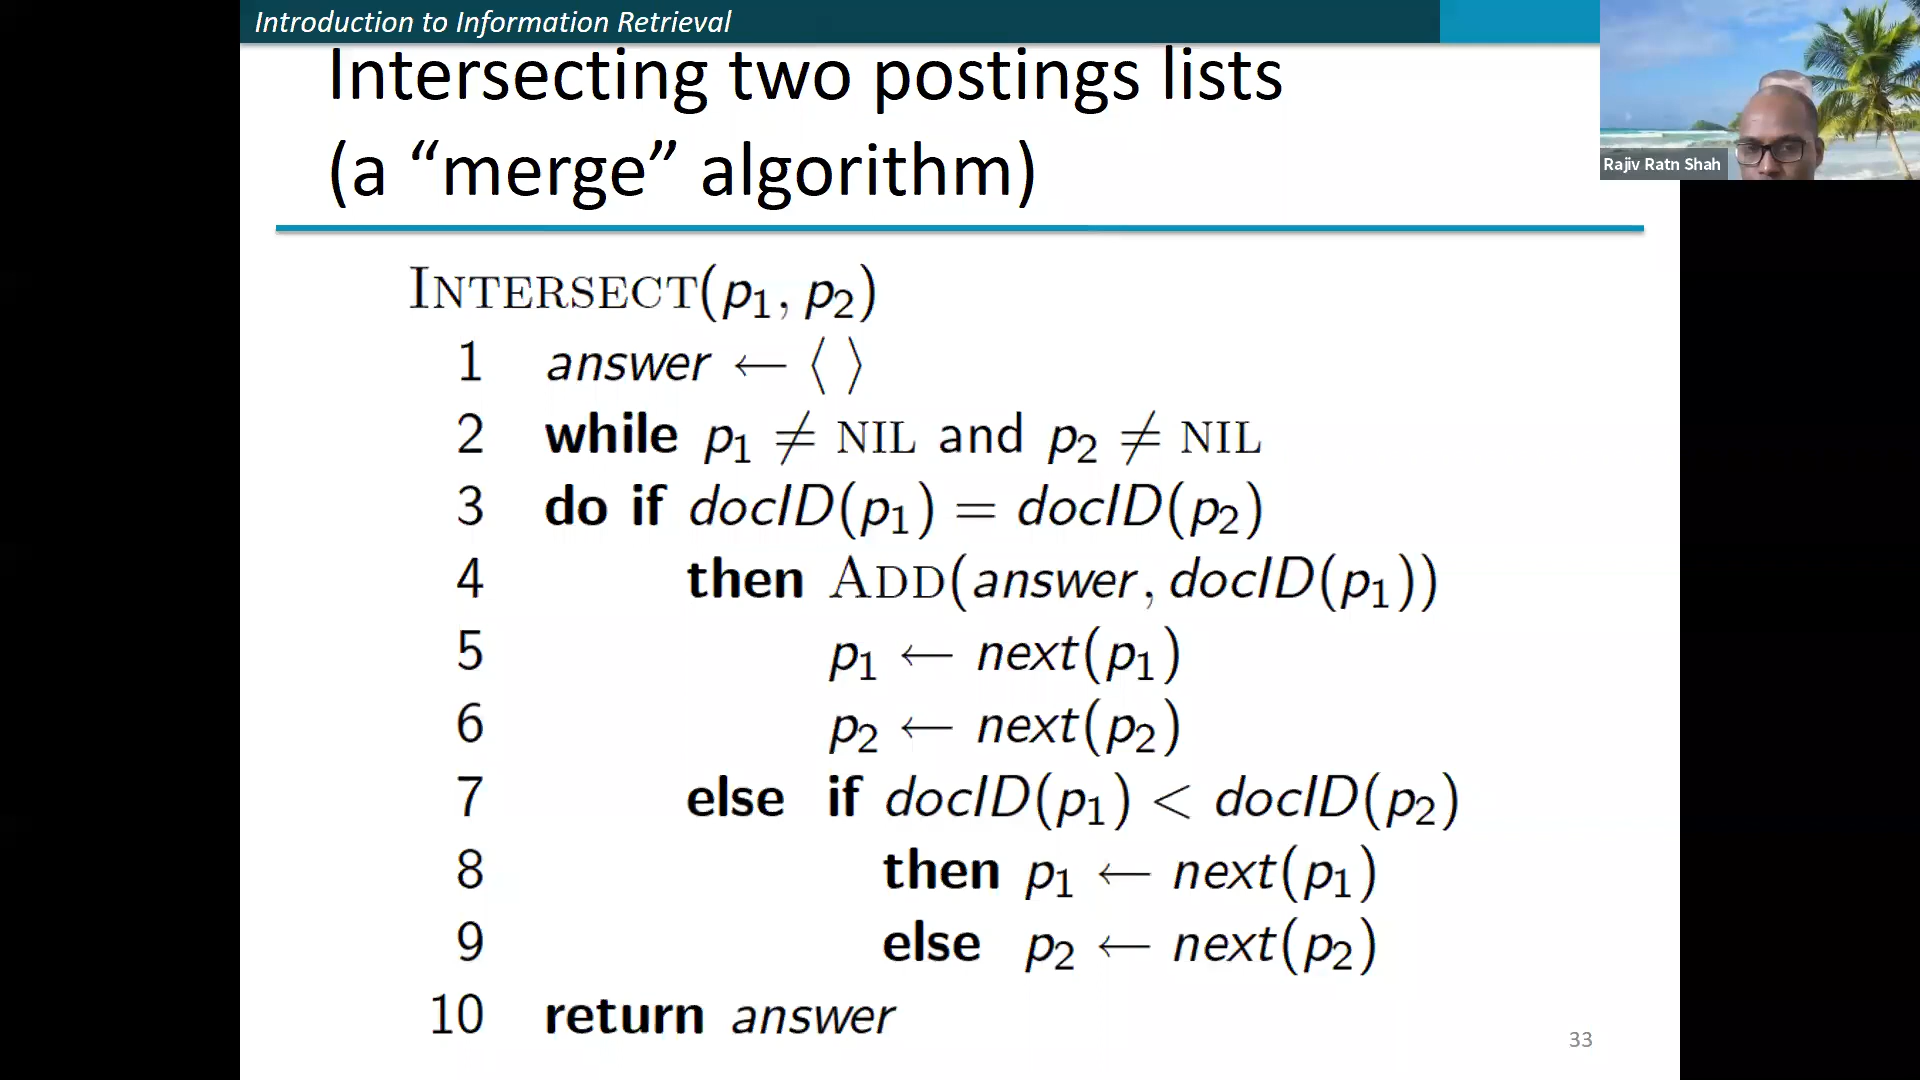 Introduction to Information Retrieval
Intersecting two postings lists
(a “merge” algorithm)
Rajiv Ratn Shah
INTERSECT(p₁, p₂)
1 answer ← ⟨ ⟩
2 while p₁ ≠ NIL and p₂ ≠ NIL
3 do if docID(p₁) = docID(p₂)
4 then ADD(answer, docID(p₁))
5 p₁ ← next(p₁)
6 p₂ ← next(p₂)
7 else if docID(p₁) < docID(p₂)
8 then p₁ ← next(p₁)
9 else p₂ ← next(p₂)
10 return answer
33